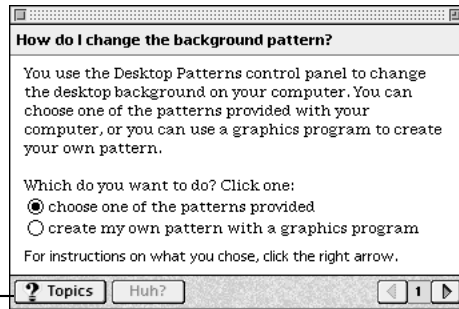 How do I change the background pattern?
You use the Desktop Patterns control panel to change
the desktop background on your computer. You can
choose one of the patterns provided with your
computer, or you can use a graphics program to create
your own pattern.
Which do you want to do? Click one:
choose one of the patterns provided
create my own pattern with a graphics program
For instructions on what you chose, click the right arrow.
? Topics Huh? 1